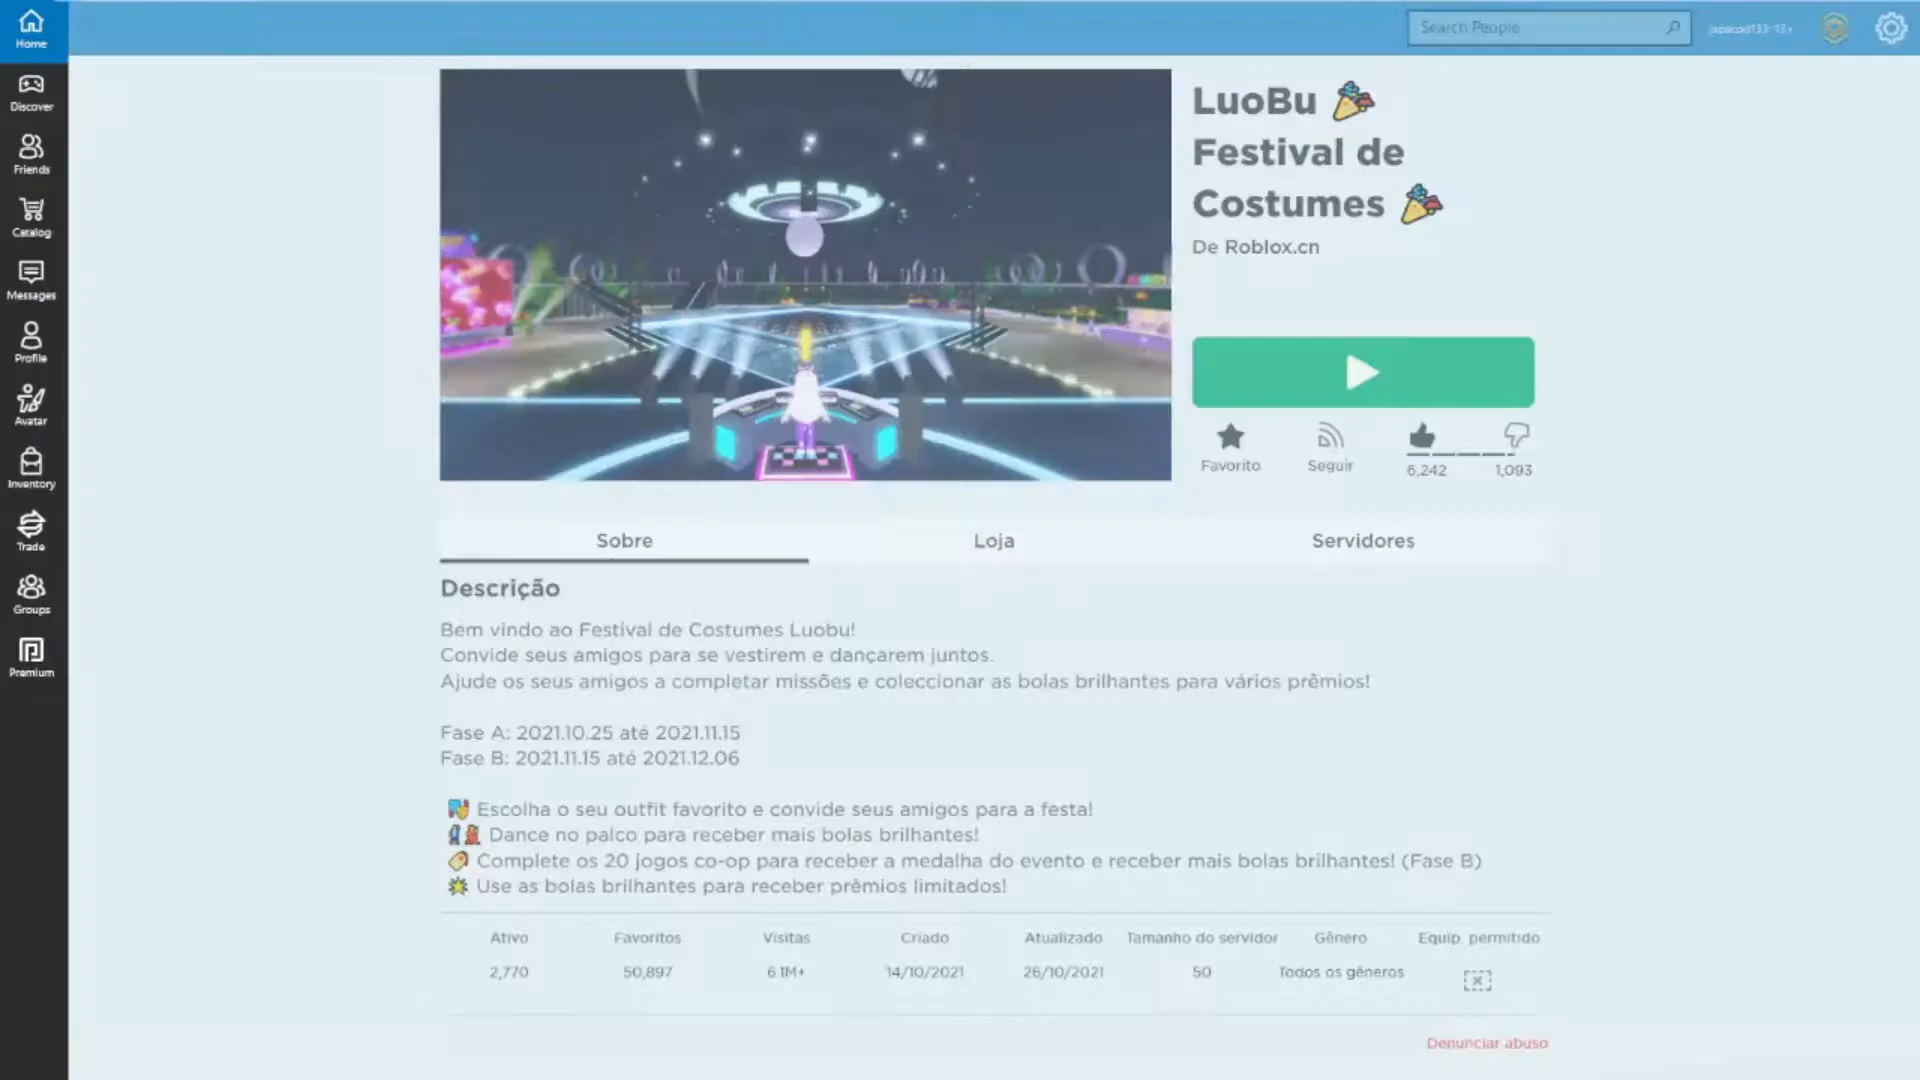 Home
Search People
Discover
Friends
Catalog
Messages
Profile
Avatar
Inventory
Trade
Groups
Premium
LuoBu 🎉
Festival de
Costumes 🎉
De Roblox.cn
Favorito
Seguir
6,242
1,093
Sobre
Loja
Servidores
Descrição
Bem vindo ao Festival de Costumes Luobu!
Convide seus amigos para se vestirem e dançarem juntos.
Ajude os seus amigos a completar missões e coleccionar as bolas brilhantes para vários prêmios!
Fase A: 2021.10.25 até 2021.11.15
Fase B: 2021.11.15 até 2021.12.06
Escolha o seu outfit favorito e convide seus amigos para a festa!
Dance no palco para receber mais bolas brilhantes!
Complete os 20 jogos co-op para receber a medalha do evento e receber mais bolas brilhantes! (Fase B)
Use as bolas brilhantes para receber prêmios limitados!
Ativo Favoritos Visitas Criado Atualizado Tamanho do servidor Gênero Equip. permitido
2,770 50,897 6.1M+ 14/10/2021 26/10/2021 50 Todos os gêneros
Denunciar abuso